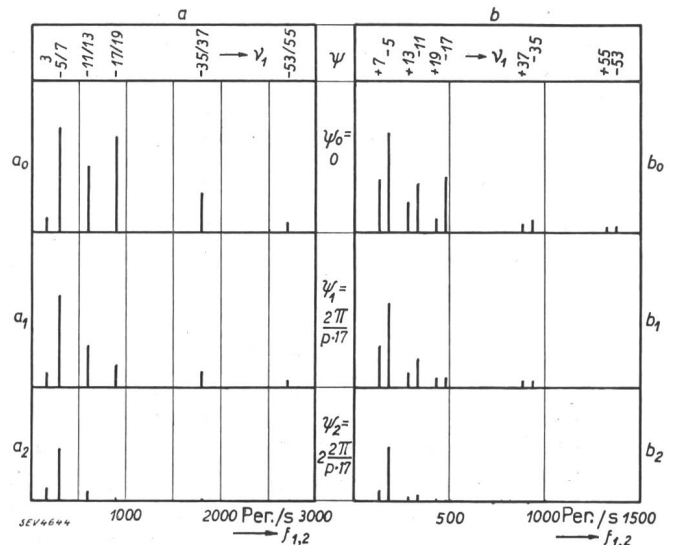 a b
3 -5/7 -11/13 -17/19 -35/37 → ν₁ -53/55 ψ +7 -5 +13 -11 +19 -17 → ν₁ +37 -35 +55 -53
a₀ ψ₀= b₀
0
a₁ ψ₁= b₁
2π
p·17
a₂ ψ₂= b₂
2 2π
p·17
1000 2000 Per./s 3000 500 1000 Per./s 1500
SEV4644 → f₁,₂ → f₁,₂